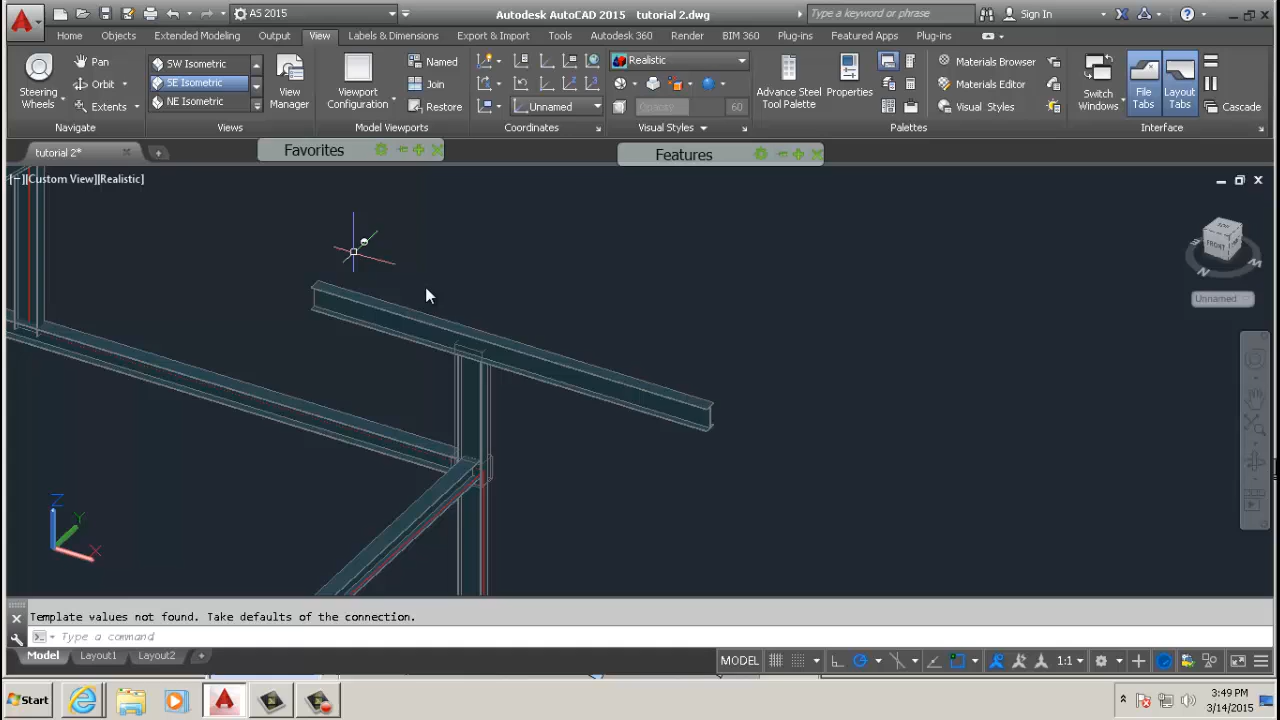 AS 2015
Autodesk AutoCAD 2015 tutorial 2.dwg
Type a keyword or phrase
Sign In
Home Objects Extended Modeling Output View Labels & Dimensions Export & Import Tools Autodesk 360 Render BIM 360 Plug-ins Featured Apps Plug-ins
Steering Wheels
Pan
Orbit
Extents
Navigate
SW Isometric
SE Isometric
NE Isometric
View Manager
Views
Viewport Configuration
Named
Join
Restore
Model Viewports
Unnamed
Coordinates
Realistic
Opacity 60
Visual Styles
Advance Steel Tool Palette
Properties
Materials Browser
Materials Editor
Visual Styles
Palettes
Switch Windows
File Tabs
Layout Tabs
Cascade
Interface
tutorial 2*
Favorites
Features
[−][Custom View][Realistic]
TOP
FRONT
N
Unnamed
Z
Y
X
Template values not found. Take defaults of the connection.
Type a command
Model Layout1 Layout2 +
MODEL
1:1
Start
3:49 PM
3/14/2015